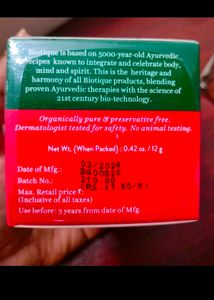 Biotique is based on 5000-year-old Ayurvedic
recipes known to integrate and celebrate body,
mind and spirit. This is the heritage and
harmony of all Biotique products, blending
proven Ayurvedic therapies with the science of
21st century bio-technology.
Organically pure & preservative free.
Dermatologist tested for safety. No animal testing.
Net Wt. (When Packed) : 0.42 oz. / 12 g
Date of Mfg.:
Batch No.:
Max. Retail price ₹:
(Inclusive of all taxes)
210.00
Use before: 3 years from date of Mfg.